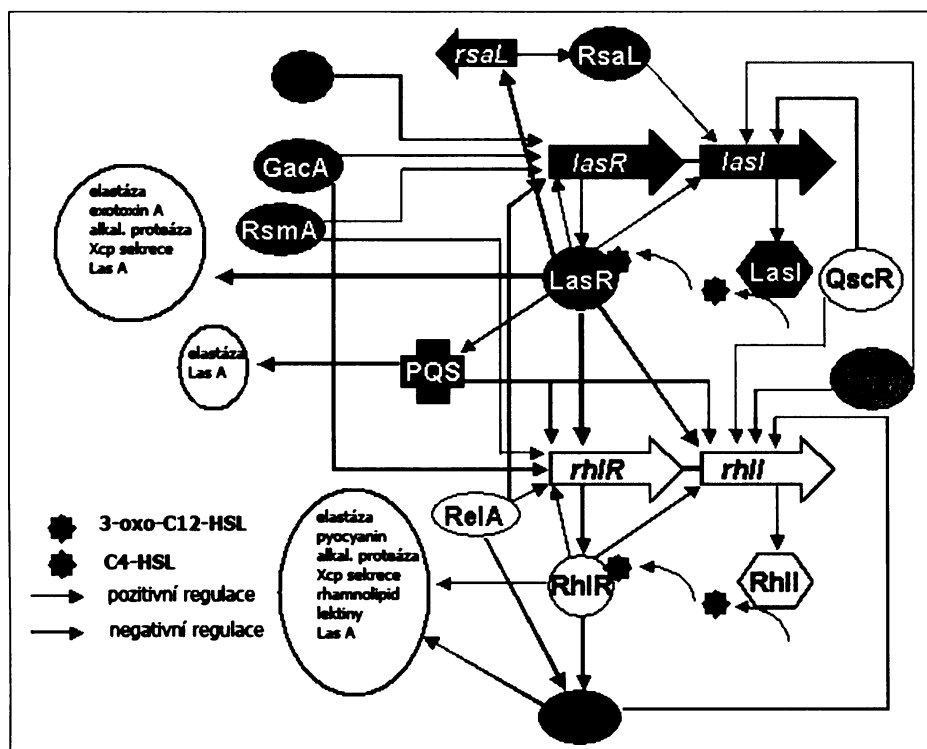 rsaL
RsaL
lasR
lasI
GacA
RsmA
elastáza
exotoxin A
alkal. proteáza
Xcp sekrece
Las A
LasR
LasI
QscR
elastáza
Las A
PQS
rhlR
rhlI
RelA
elastáza
pyocyanin
alkal. proteáza
Xcp sekrece
rhamnolipid
lektiny
Las A
RhlR
RhlI
3-oxo-C12-HSL
C4-HSL
pozitivní regulace
negativní regulace